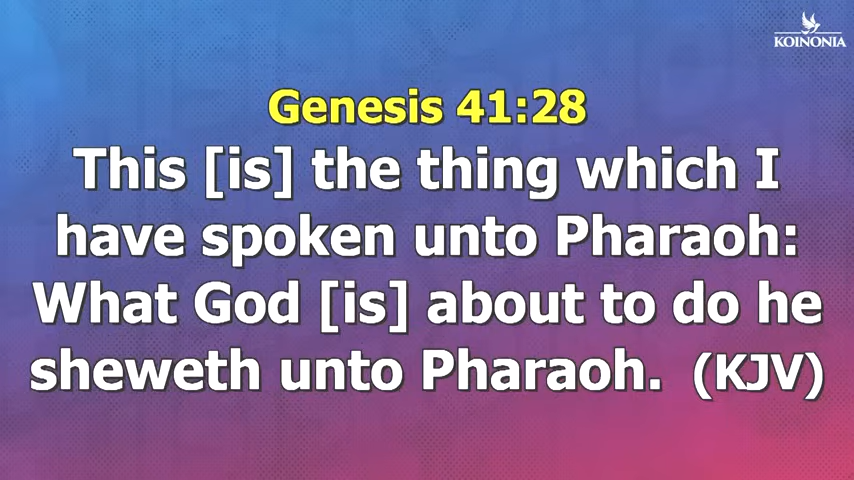 KOINONIA
Genesis 41:28
This [is] the thing which I
have spoken unto Pharaoh:
What God [is] about to do he
sheweth unto Pharaoh. (KJV)